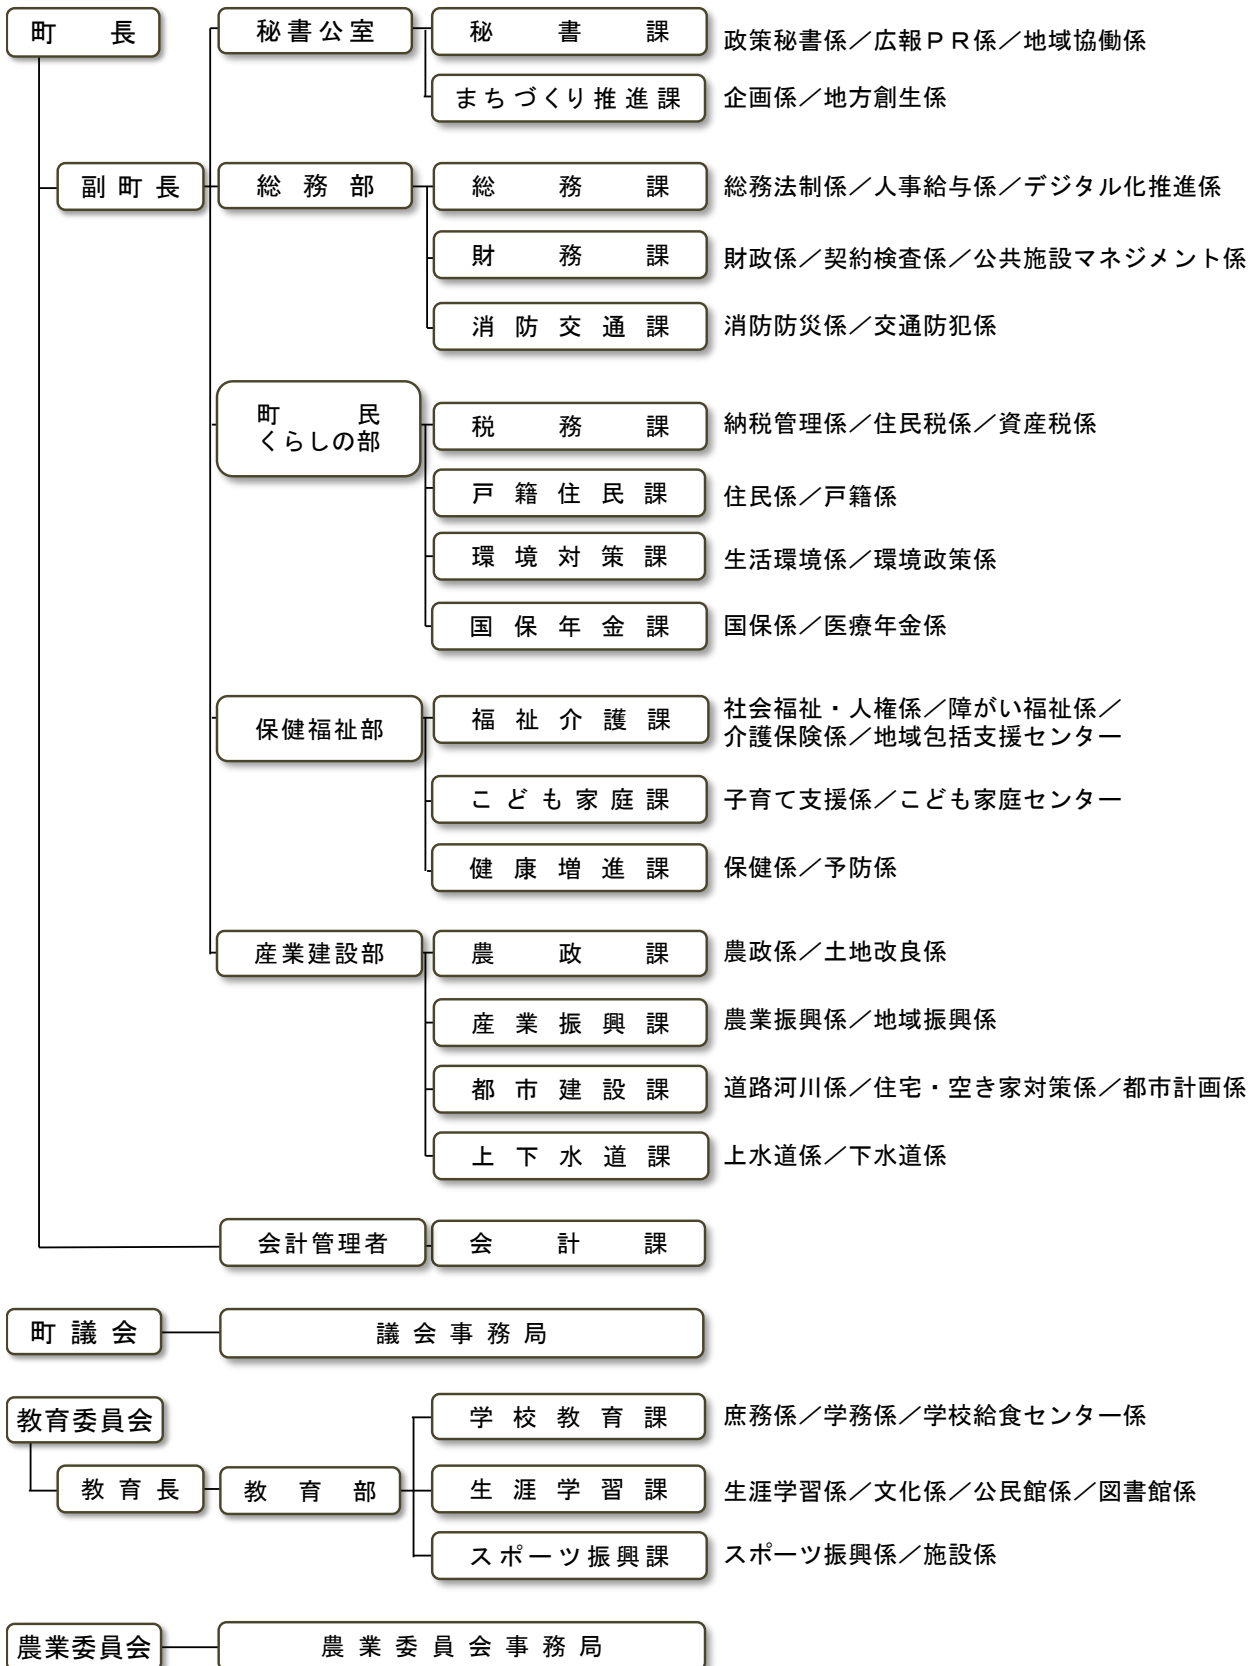 町長
秘書公室
秘書課
政策秘書係／広報ＰＲ係／地域協働係
まちづくり推進課
企画係／地方創生係
副町長
総務部
総務課
総務法制係／人事給与係／デジタル化推進係
財務課
財政係／契約検査係／公共施設マネジメント係
消防交通課
消防防災係／交通防犯係
町民
くらしの部
税務課
納税管理係／住民税係／資産税係
戸籍住民課
住民係／戸籍係
環境対策課
生活環境係／環境政策係
国保年金課
国保係／医療年金係
保健福祉部
福祉介護課
社会福祉・人権係／障がい福祉係／
介護保険係／地域包括支援センター
こども家庭課
子育て支援係／こども家庭センター
健康増進課
保健係／予防係
産業建設部
農政課
農政係／土地改良係
産業振興課
農業振興係／地域振興係
都市建設課
道路河川係／住宅・空き家対策係／都市計画係
上下水道課
上水道係／下水道係
会計管理者
会計課
町議会
議会事務局
教育委員会
教育長
教育部
学校教育課
庶務係／学務係／学校給食センター係
生涯学習課
生涯学習係／文化係／公民館係／図書館係
スポーツ振興課
スポーツ振興係／施設係
農業委員会
農業委員会事務局